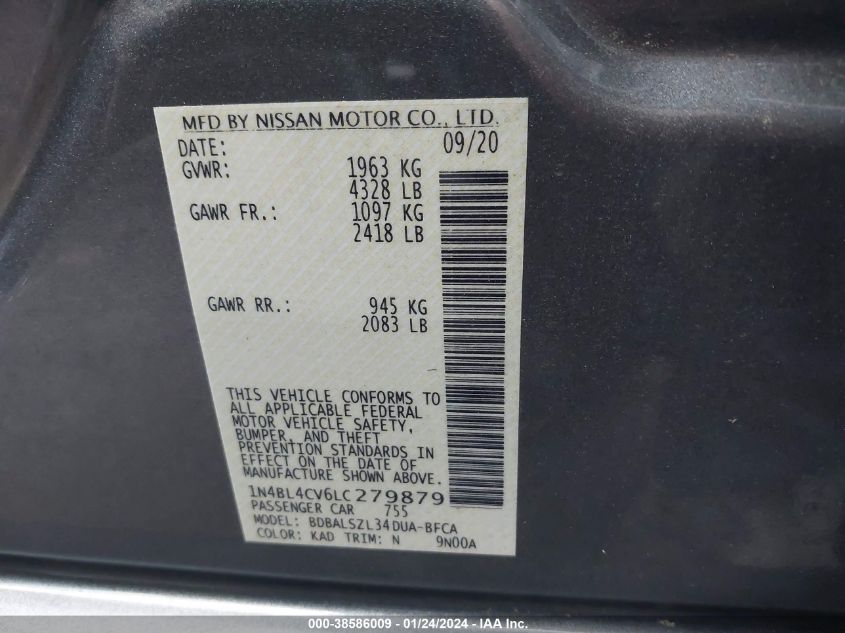 MFD BY NISSAN MOTOR CO., LTD.
DATE: 09/20
GVWR: 1963 KG
4328 LB
GAWR FR.: 1097 KG
2418 LB
GAWR RR.: 945 KG
2083 LB
THIS VEHICLE CONFORMS TO
ALL APPLICABLE FEDERAL
MOTOR VEHICLE SAFETY,
BUMPER, AND THEFT
PREVENTION STANDARDS IN
EFFECT ON THE DATE OF
MANUFACTURE SHOWN ABOVE.
1N4BL4CV6LC279879
PASSENGER CAR 755
MODEL: BDBALSZL34DUA-BFCA
COLOR: KAD TRIM: N 9N00A
000-38586009 - 01/24/2024 - IAA Inc.